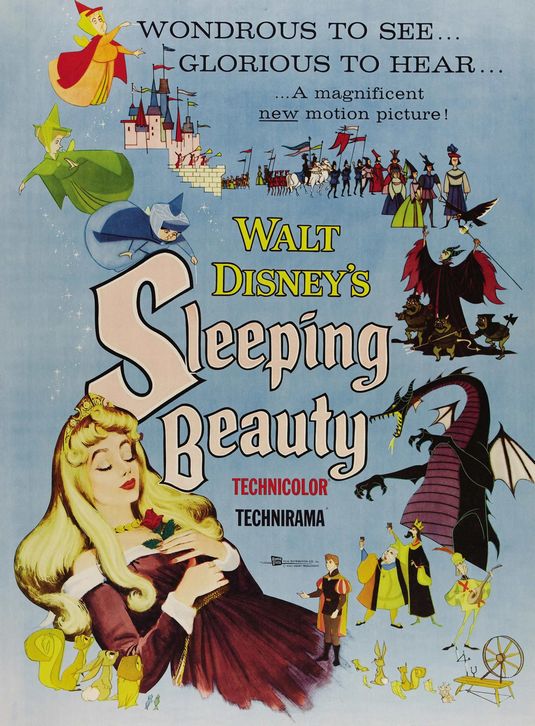 WONDROUS TO SEE...
GLORIOUS TO HEAR...
...A magnificent
new motion picture!
WALT
DISNEY'S
Sleeping
Beauty
TECHNICOLOR
TECHNIRAMA®